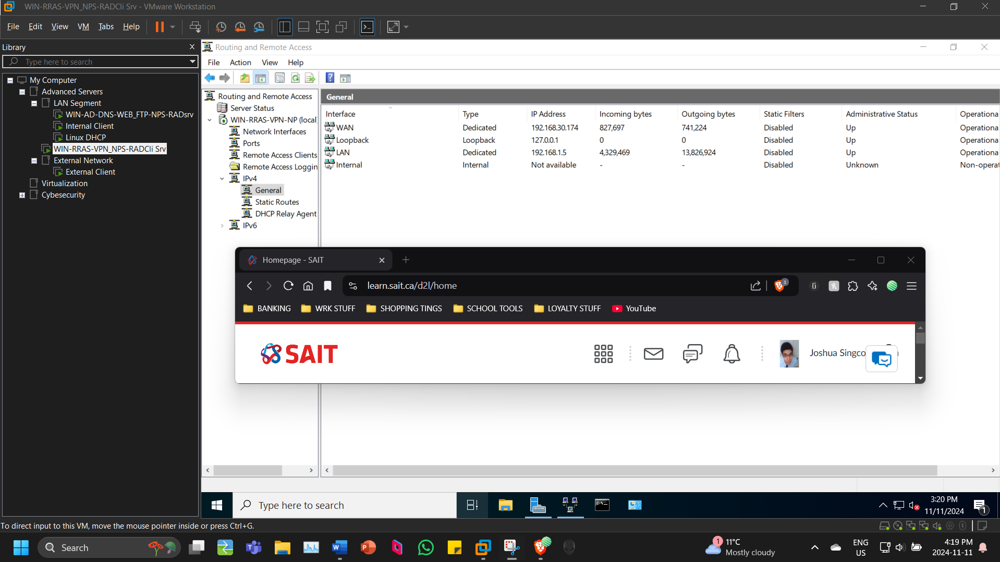 WIN-RRAS-VPN_NPS-RADCli Srv - VMware Workstation
File Edit View VM Tabs Help
Library
Type here to search
My Computer
Advanced Servers
LAN Segment
WIN-AD-DNS-WEB_FTP-NPS-RADsrv
Internal Client
Linux DHCP
WIN-RRAS-VPN_NPS-RADCli Srv
External Network
External Client
Virtualization
Cybesecurity
Routing and Remote Access
File Action View Help
Routing and Remote Access
Server Status
WIN-RRAS-VPN-NP (local)
Network Interfaces
Ports
Remote Access Clients
Remote Access Loggin
IPv4
General
Static Routes
DHCP Relay Agent
IPv6
General
Interface Type IP Address Incoming bytes Outgoing bytes Static Filters Administrative Status Operationa
WAN Dedicated 192.168.30.174 827,697 741,224 Disabled Up Operationa
Loopback Loopback 127.0.0.1 0 0 Disabled Up Operationa
LAN Dedicated 192.168.1.5 4,329,469 13,826,924 Disabled Up Operationa
Internal Internal Not available - - Disabled Unknown Non-operat
Homepage - SAIT
learn.sait.ca/d2l/home
3
BANKING WRK STUFF SHOPPING TINGS SCHOOL TOOLS LOYALTY STUFF YouTube
SAIT
Joshua Singco
Type here to search
3:20 PM
11/11/2024
1
To direct input to this VM, move the mouse pointer inside or press Ctrl+G.
Search
1
11°C
Mostly cloudy
ENG
US
4:19 PM
2024-11-11